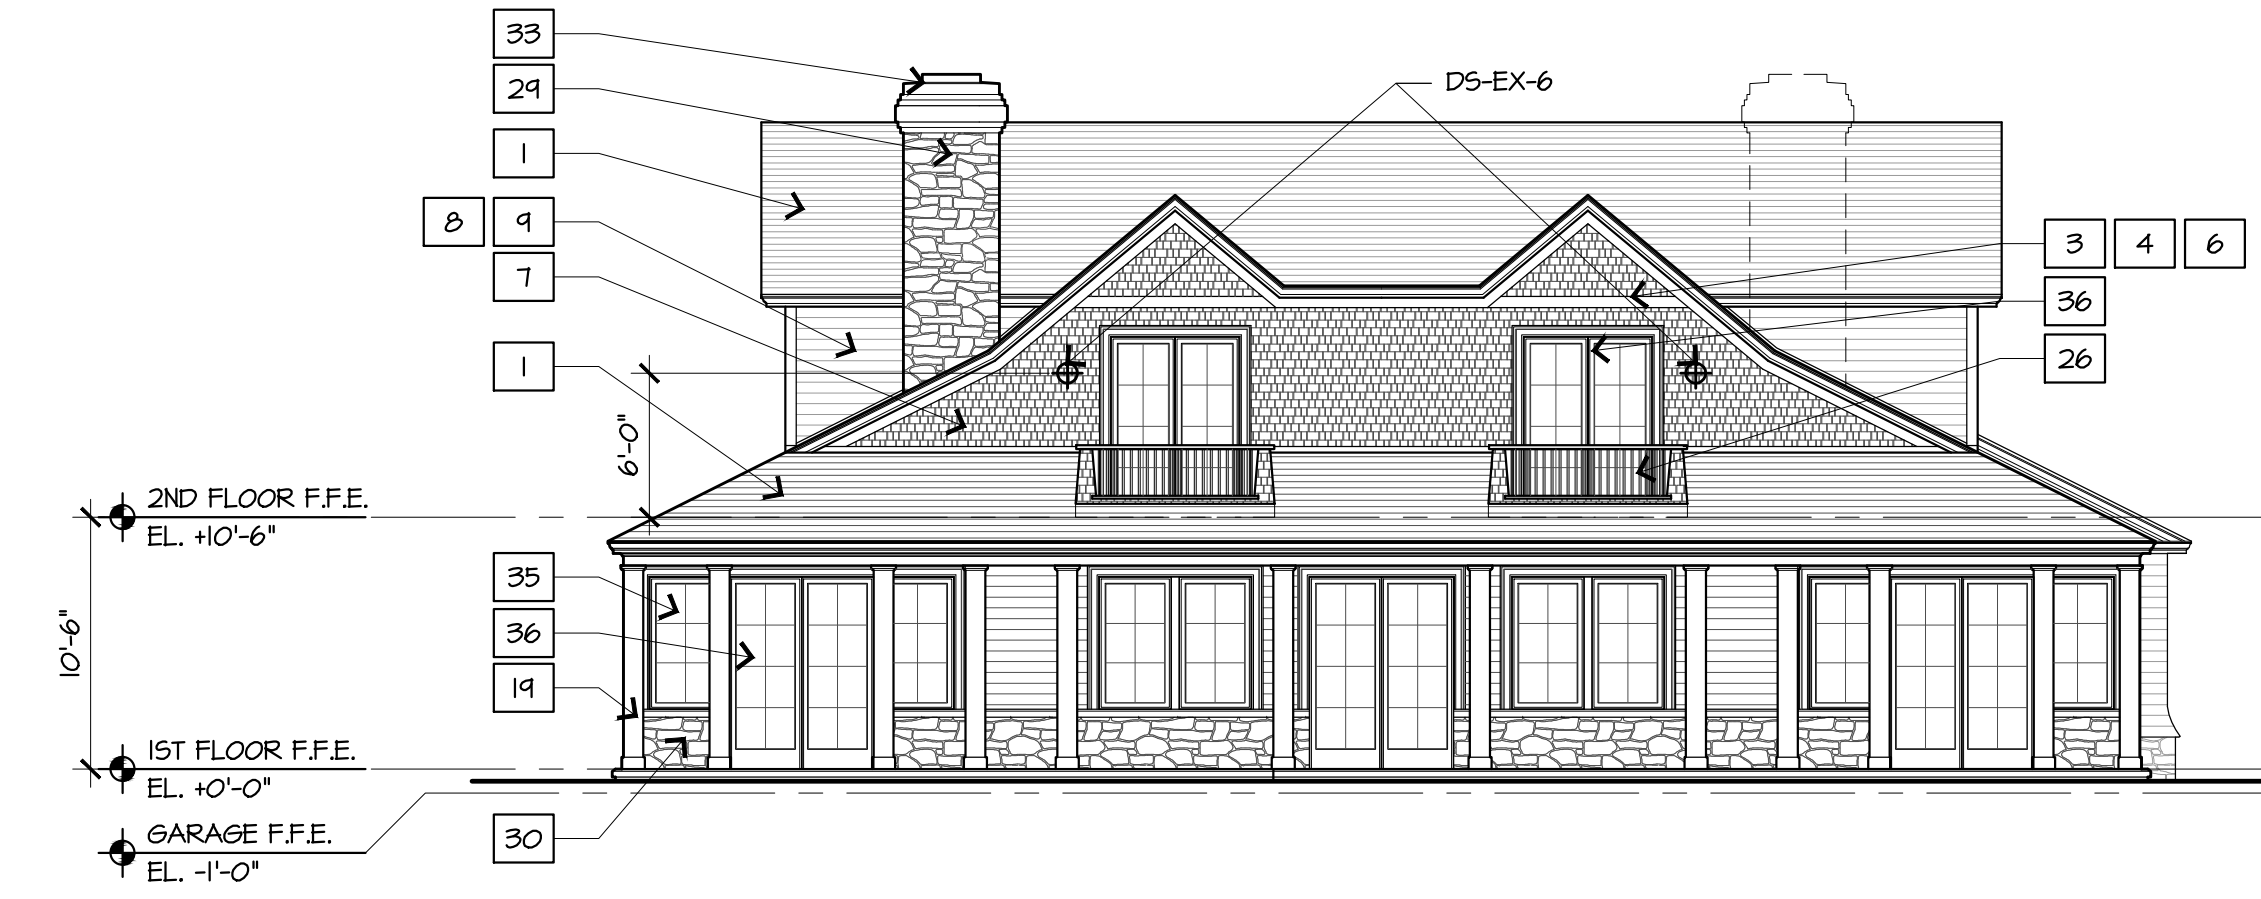 33
29
DS-EX-6
1
8 9
3 4 6
7
36
1
26
6'-0"
2ND FLOOR F.F.E.
EL. +10'-6"
35
10'-6"
36
19
1ST FLOOR F.F.E.
EL. +0'-0"
30
GARAGE F.F.E.
EL. -1'-0"